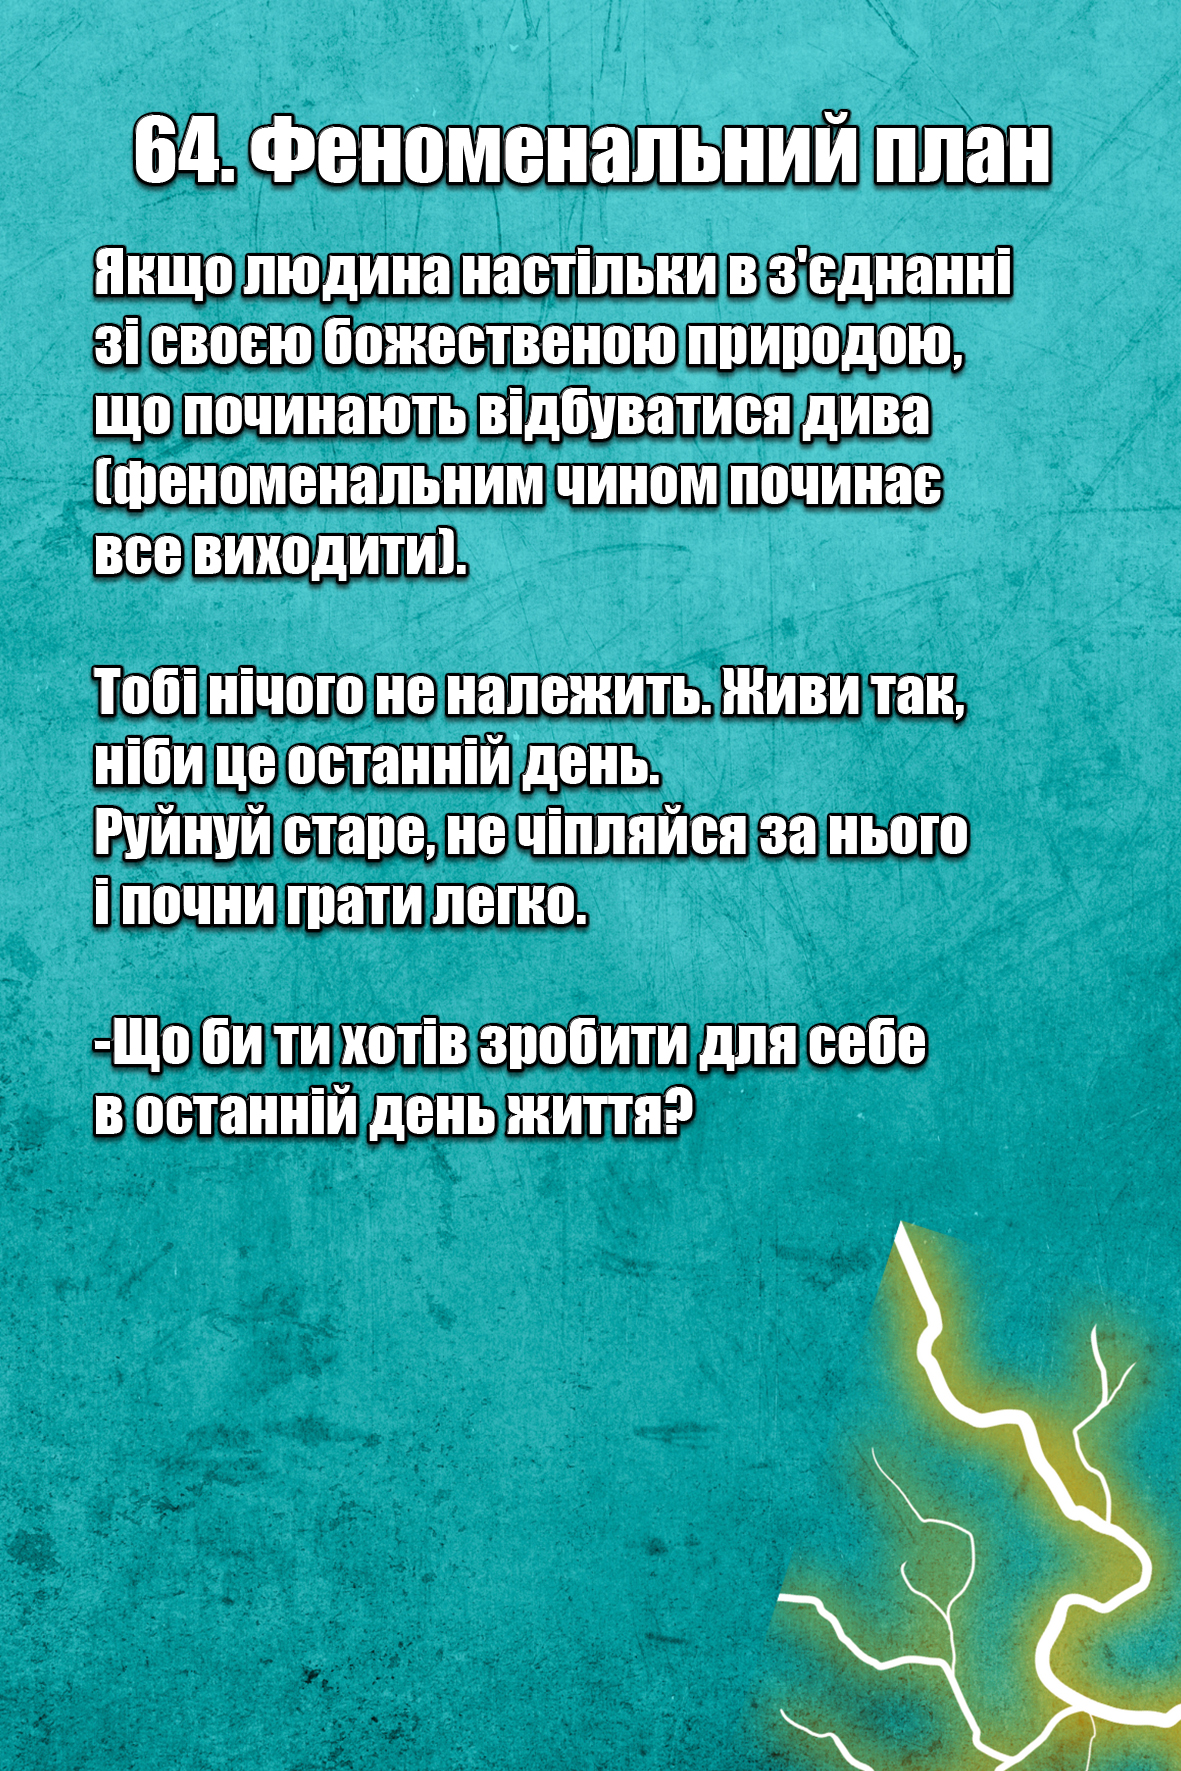 64. Феноменальний план
Якщо людина настільки в з'єднанні
зі своєю божественою природою,
що починають відбуватися дива
(феноменальним чином починає
все виходити).
Тобі нічого не належить. Живи так,
ніби це останній день.
Руйнуй старе, не чіпляйся за нього
і почни грати легко.
-Що би ти хотів зробити для себе
в останній день життя?